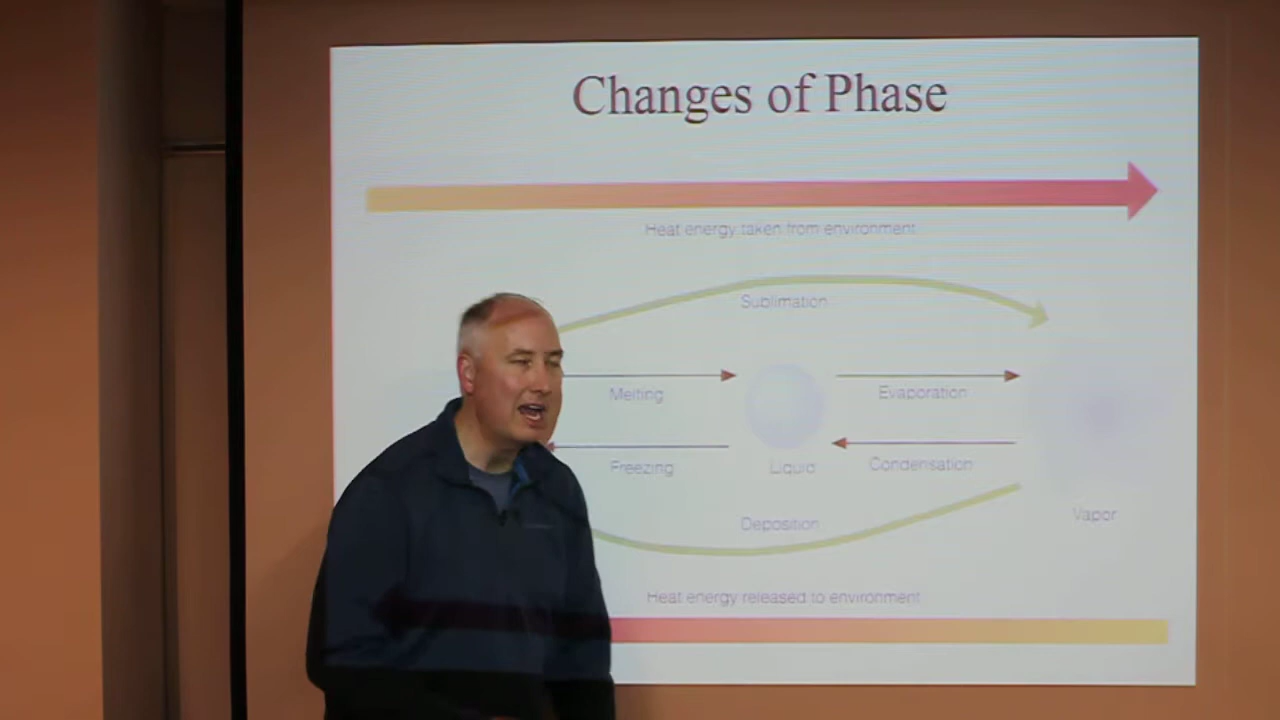 Changes of Phase
Heat energy taken from environment
Sublimation
Melting
Evaporation
Freezing
Liquid
Condensation
Deposition
Vapor
Heat energy released to environment